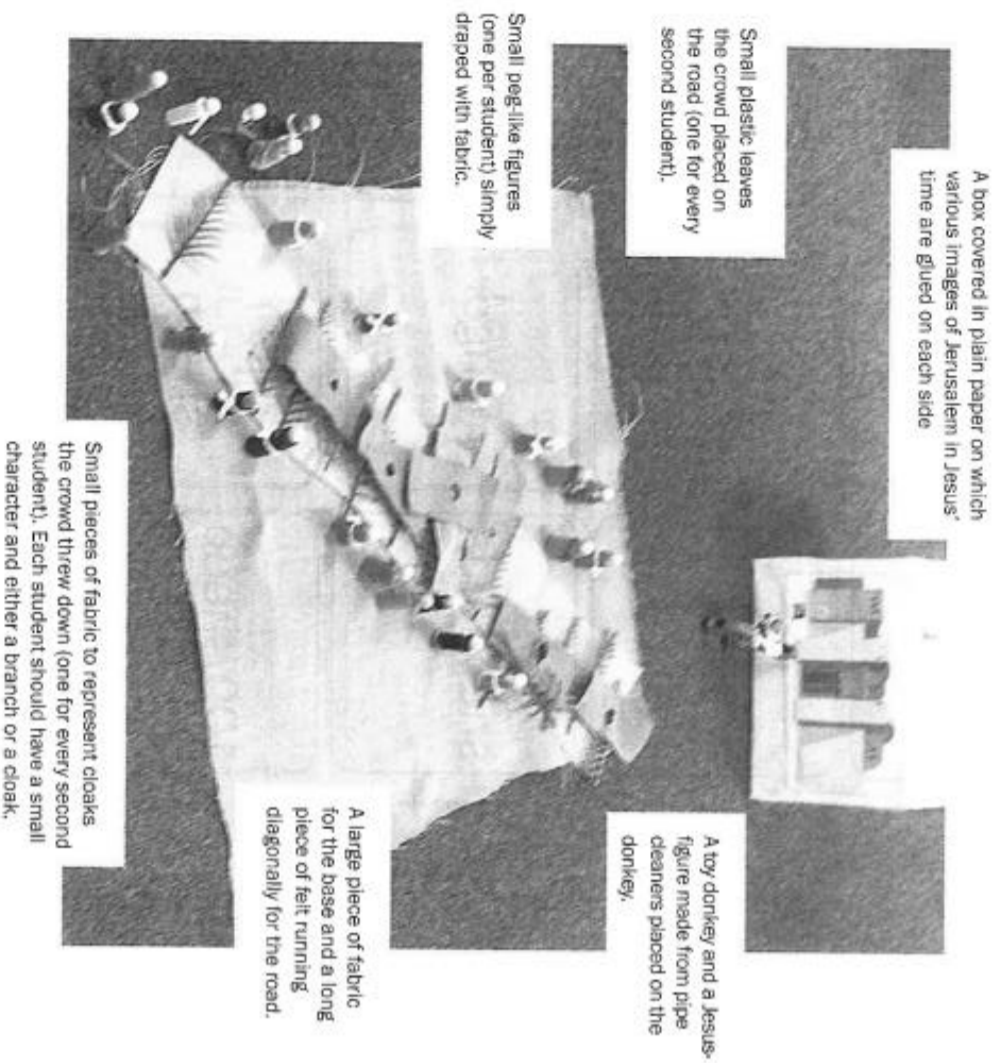 A box covered in plain paper on which
various images of Jerusalem in Jesus'
time are glued on each side
Small plastic leaves
the crowd placed on
the road (one for every
second student).
Small peg-like figures
(one per student) simply
draped with fabric.
A toy donkey and a Jesus-
figure made from pipe
cleaners placed on the
donkey.
A large piece of fabric
for the base and a long
piece of felt running
diagonally for the road.
Small pieces of fabric to represent cloaks
the crowd threw down (one for every second
student). Each student should have a small
character and either a branch or a cloak.